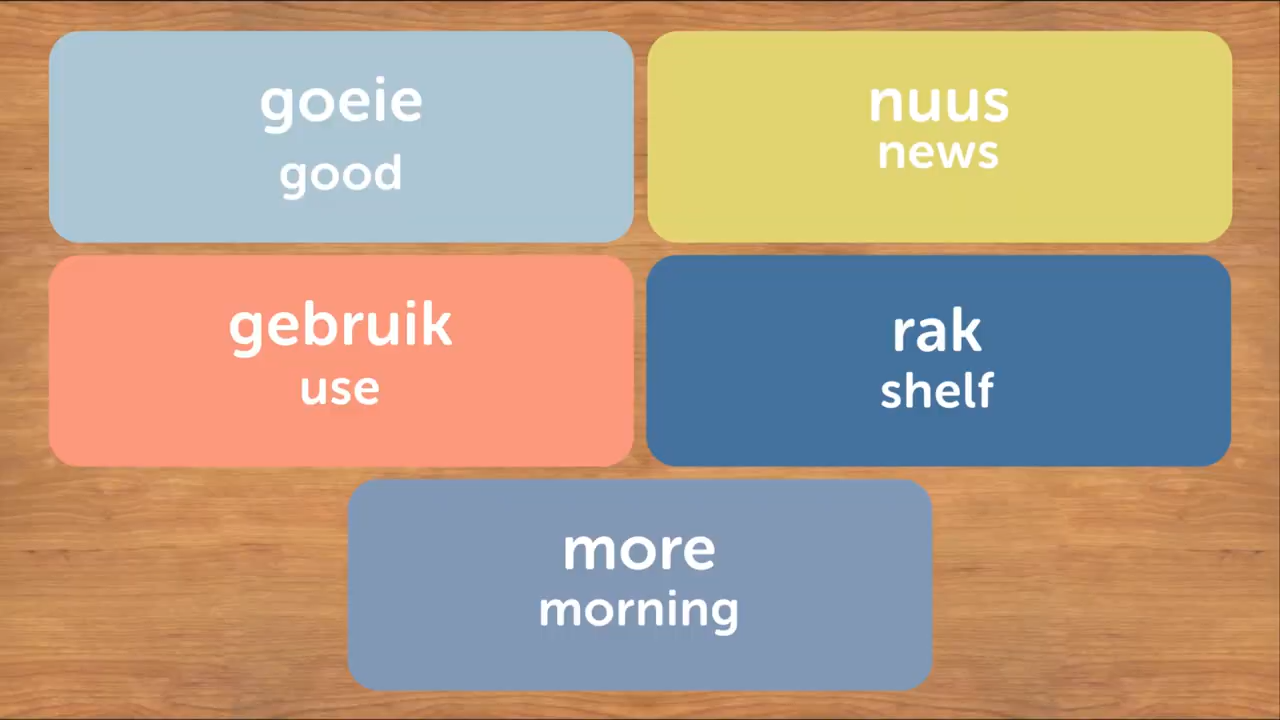 goeie
good
nuus
news
gebruik
use
rak
shelf
more
morning